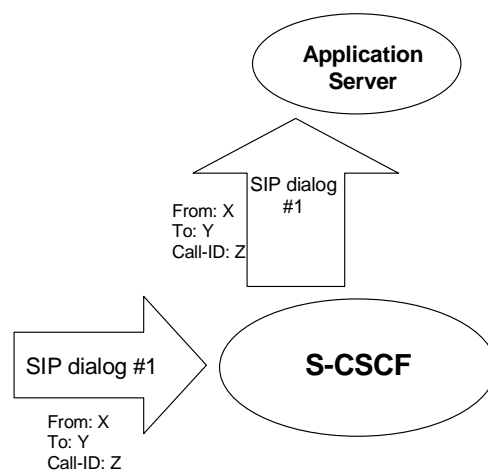 Application
Server
SIP dialog
#1
From: X
To: Y
Call-ID: Z
SIP dialog #1
S-CSCF
From: X
To: Y
Call-ID: Z